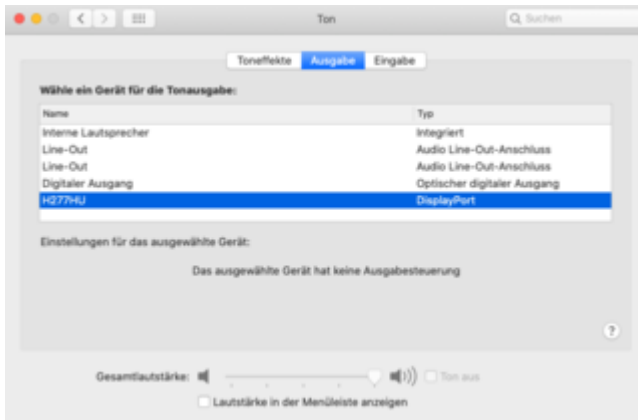 Ton
Suchen
Toneffekte Ausgabe Eingabe
Wähle ein Gerät für die Tonausgabe:
Name Typ
Interne Lautsprecher Integriert
Line-Out Audio Line-Out-Anschluss
Line-Out Audio Line-Out-Anschluss
Digitaler Ausgang Optischer digitaler Ausgang
H277HU DisplayPort
Einstellungen für das ausgewählte Gerät:
Das ausgewählte Gerät hat keine Ausgabesteuerung
?
Gesamtlautstärke: Ton aus
Lautstärke in der Menüleiste anzeigen